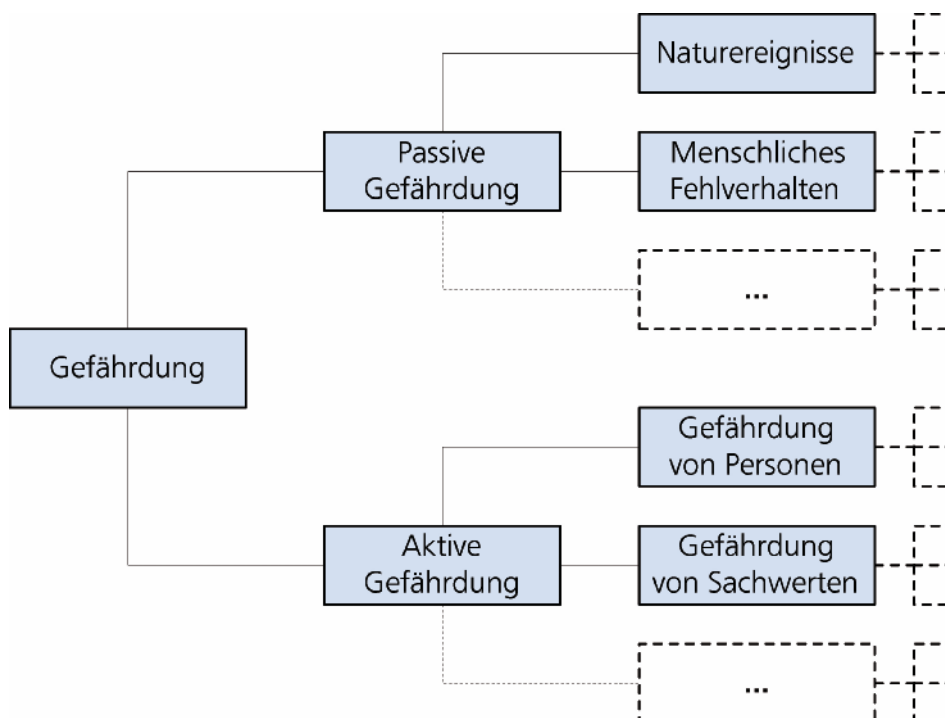 Naturereignisse
Passive
Gefährdung
Menschliches
Fehlverhalten
...
Gefährdung
Gefährdung
von Personen
Aktive
Gefährdung
Gefährdung
von Sachwerten
...